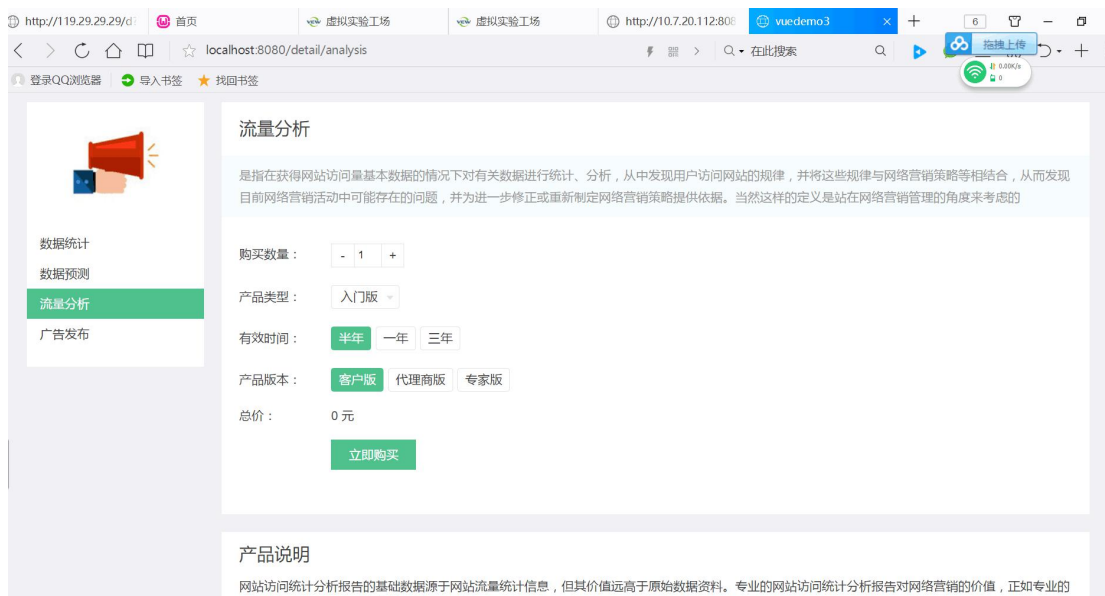 http://119.29.29.29/d
首页
虚拟实验工场
虚拟实验工场
http://10.7.20.112:808
vuedemo3
6
localhost:8080/detail/analysis
在此搜索
拖拽上传
0.00K/s
0
登录QQ浏览器
导入书签
找回书签
流量分析
是指在获得网站访问量基本数据的情况下对有关数据进行统计、分析，从中发现用户访问网站的规律，并将这些规律与网络营销策略等相结合，从而发现
目前网络营销活动中可能存在的问题，并为进一步修正或重新制定网络营销策略提供依据。当然这样的定义是站在网络营销管理的角度来考虑的
数据统计
数据预测
流量分析
广告发布
购买数量： - 1 +
产品类型： 入门版
有效时间： 半年 一年 三年
产品版本： 客户版 代理商版 专家版
总价： 0 元
立即购买
产品说明
网站访问统计分析报告的基础数据源于网站流量统计信息，但其价值远高于原始数据资料。专业的网站访问统计分析报告对网络营销的价值，正如专业的